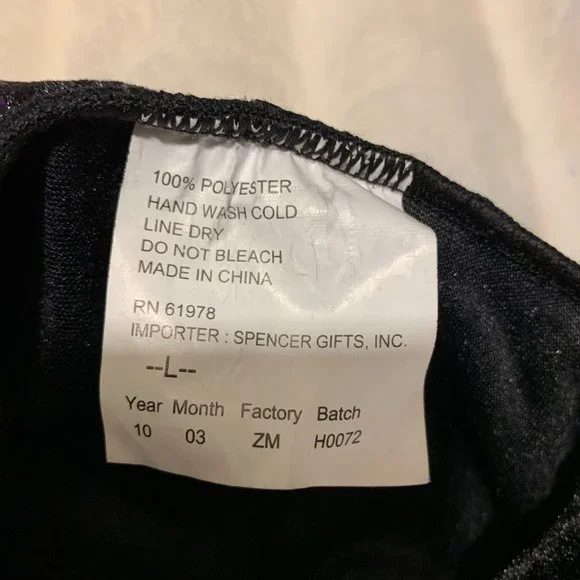 100% POLYESTER
HAND WASH COLD
LINE DRY
DO NOT BLEACH
MADE IN CHINA
RN 61978
IMPORTER : SPENCER GIFTS, INC.
--L--
Year Month Factory Batch
10 03 ZM H0072